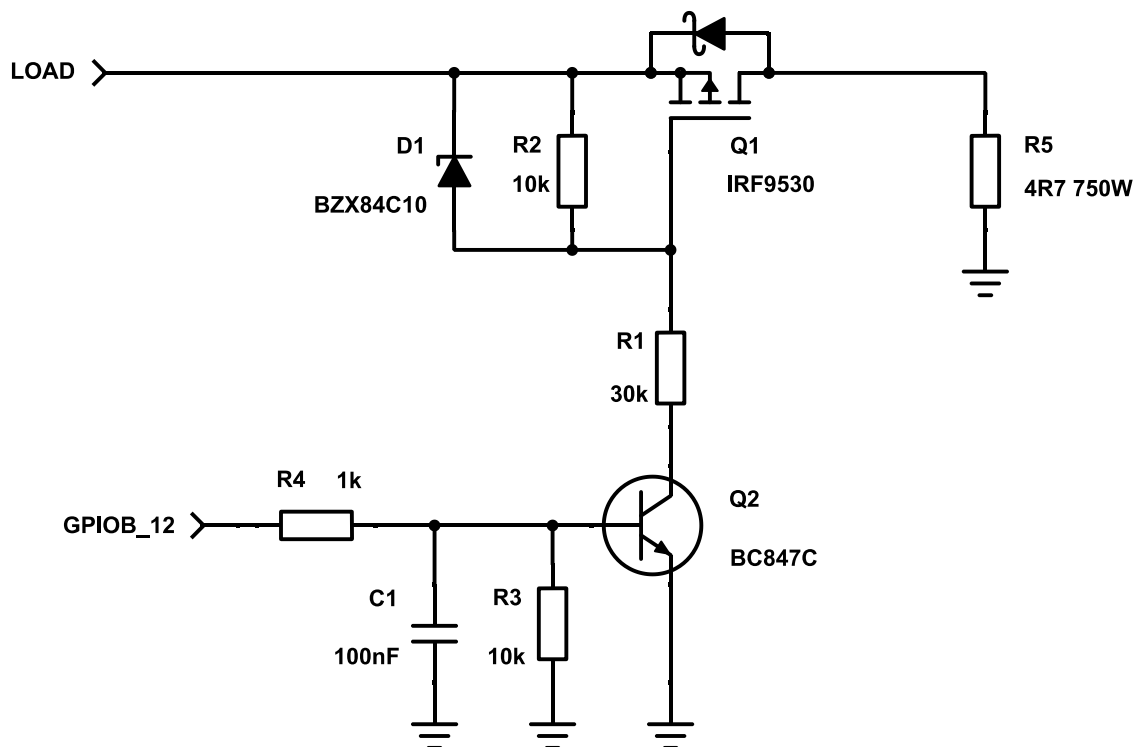 LOAD
D1
BZX84C10
R2
10k
Q1
IRF9530
R5
4R7 750W
R1
30k
R4 1k
GPIOB_12
Q2
BC847C
C1
100nF
R3
10k